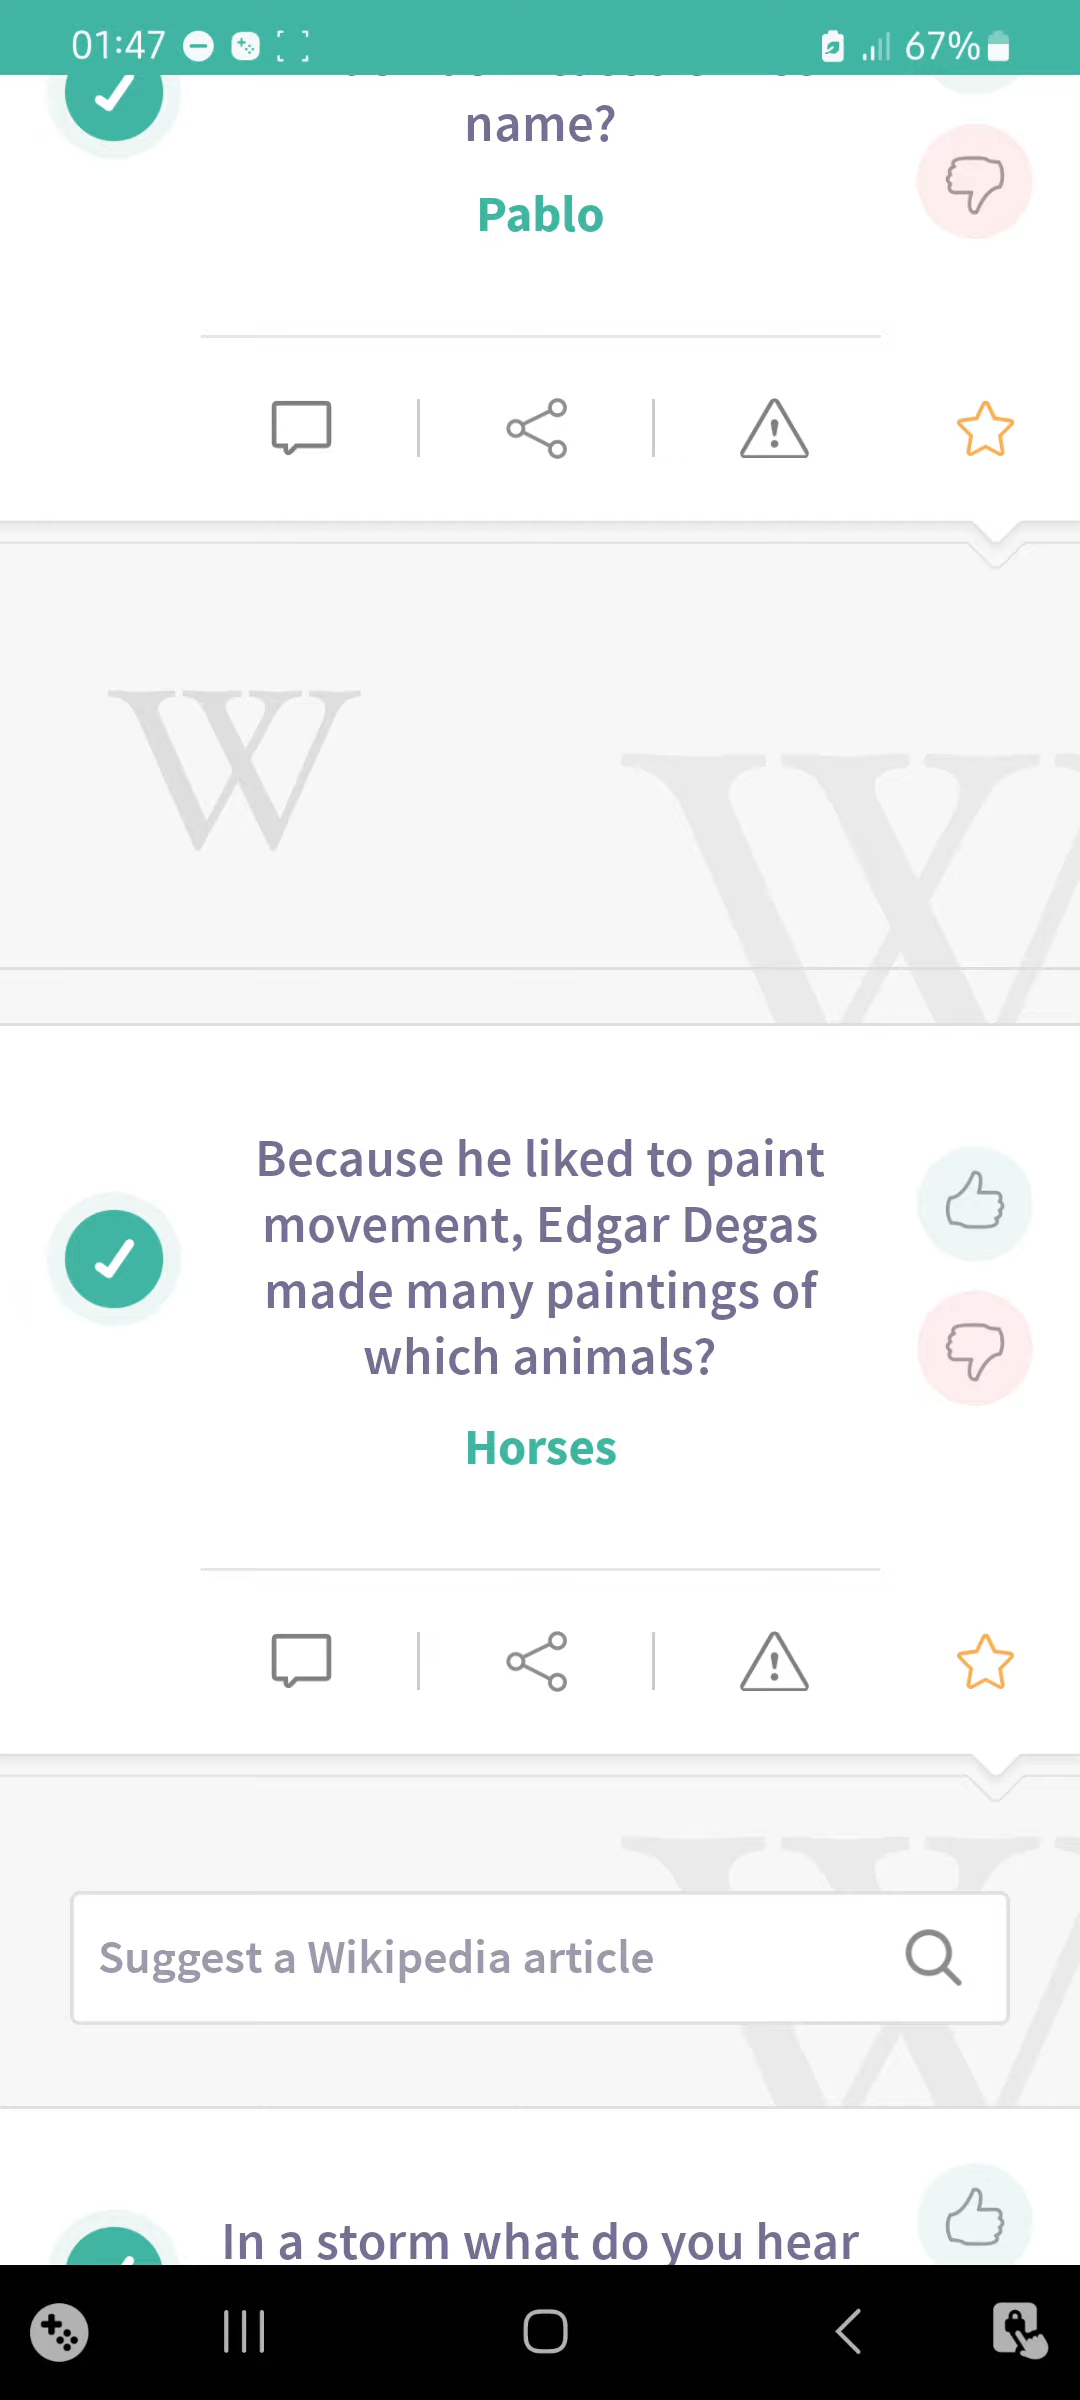 01:47
67%
name?
Pablo
W
W
Because he liked to paint
movement, Edgar Degas
made many paintings of
which animals?
Horses
W
Suggest a Wikipedia article
In a storm what do you hear